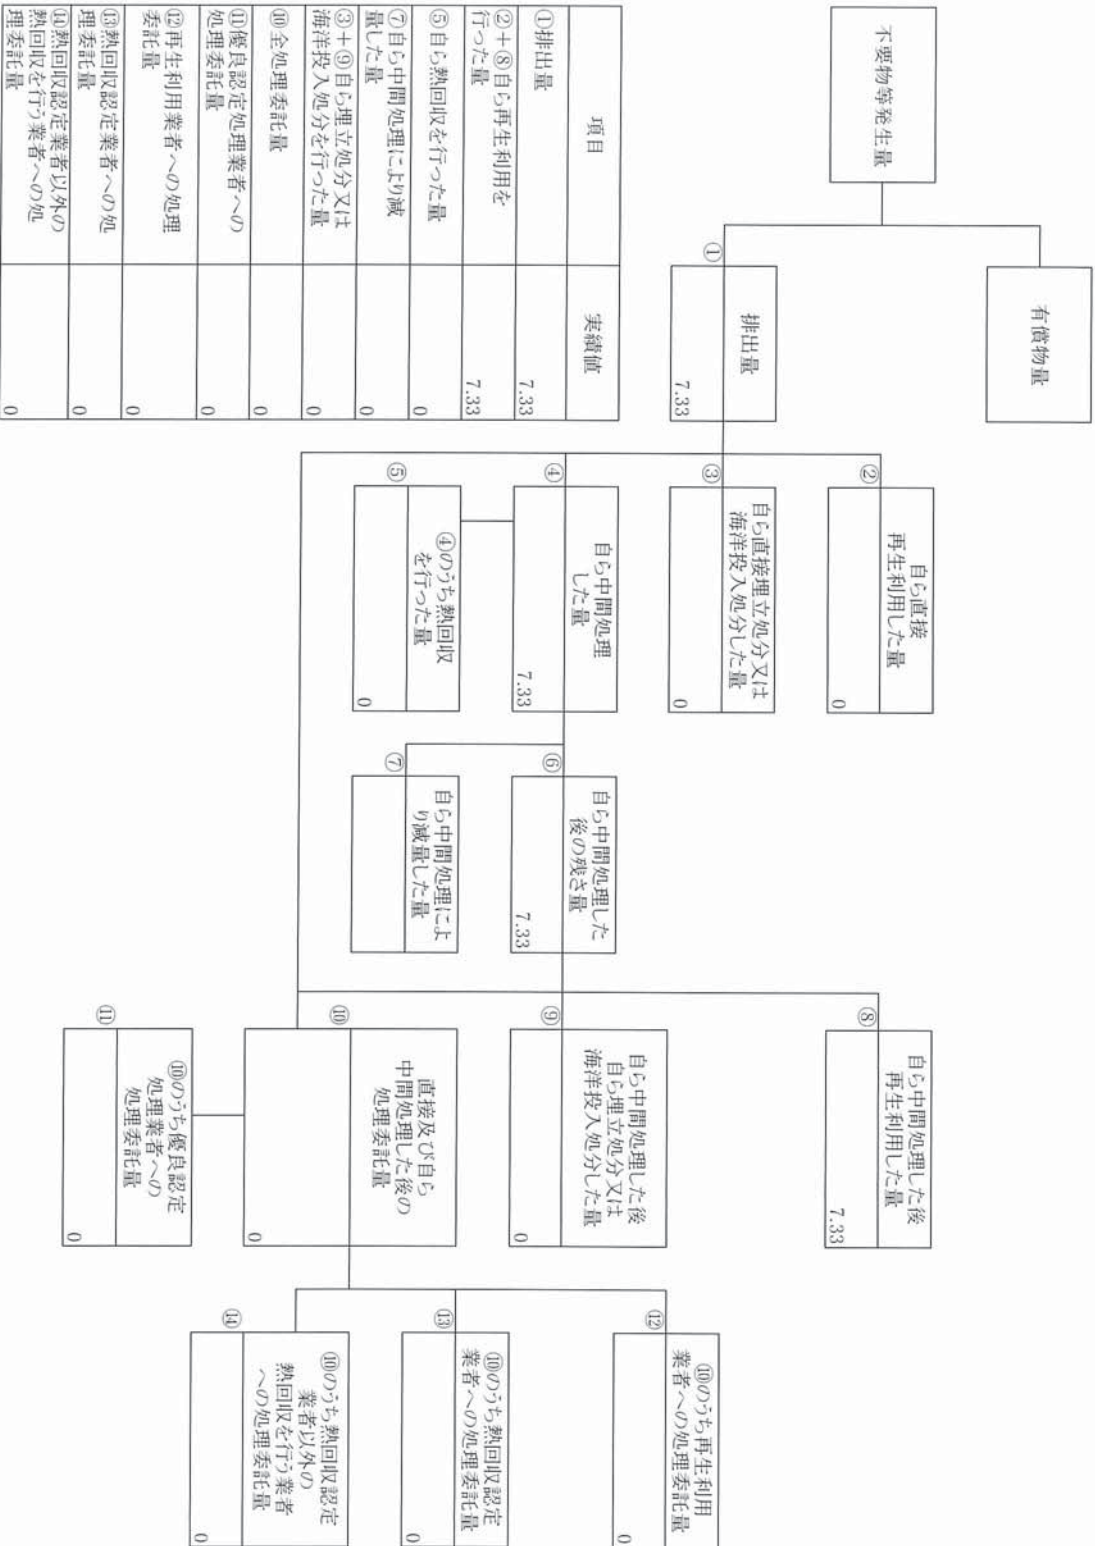 不要物等発生量
有償物量
①
排出量
7.33
②
自ら直接
再生利用した量
0
③
自ら直接埋立処分又は
海洋投入処分した量
0
④
自ら中間処理
した量
7.33
⑤
④のうち熱回収
を行った量
0
⑥
自ら中間処理した
後の残さ量
7.33
⑦
自ら中間処理によ
り減量した量
⑧
自ら中間処理した後
再生利用した量
7.33
⑨
自ら中間処理した後
自ら埋立処分又は
海洋投入処分した量
0
⑩
直接及び自ら
中間処理した後の
処理委託量
0
⑪
⑩のうち優良認定
処理業者への
処理委託量
0
⑫
⑩のうち再生利用
業者への処理委託量
0
⑬
⑩のうち熱回収認定
業者への処理委託量
0
⑭
⑩のうち熱回収認定
業者以外の
熱回収を行う業者
への処理委託量
0
項目
実績値
①排出量
7.33
②+⑧自ら再生利用を
行った量
7.33
⑤自ら熱回収を行った量
0
⑦自ら中間処理により減
量した量
0
③+⑨自ら埋立処分又は
海洋投入処分を行った量
0
⑩全処理委託量
0
⑪優良認定処理業者への
処理委託量
0
⑫再生利用業者への処理
委託量
0
⑬熱回収認定業者への処
理委託量
0
⑭熱回収認定業者以外の
熱回収を行う業者への処
理委託量
0